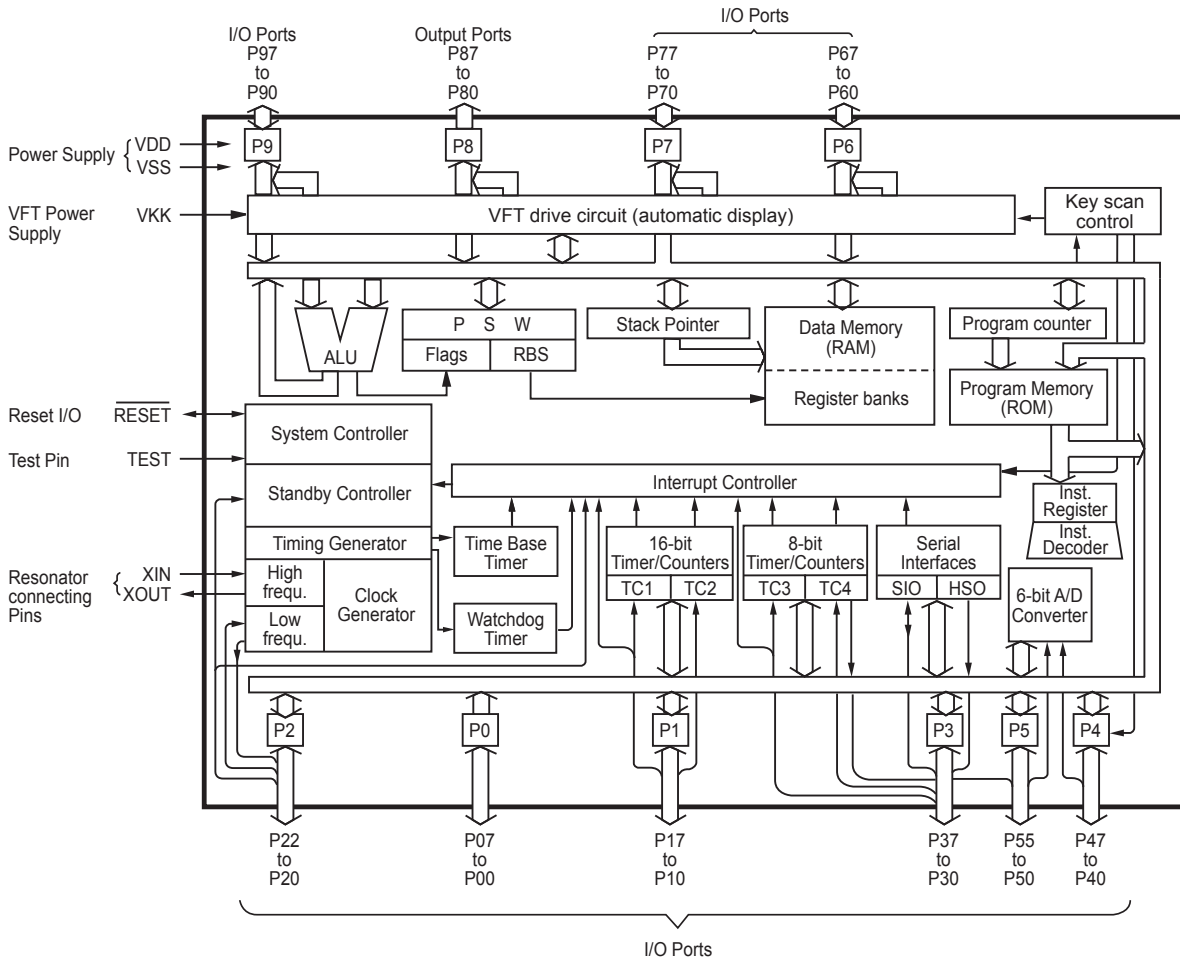 I/O Ports
I/O Ports
P97
to
P90
Output Ports
P87
to
P80
P77
to
P70
P67
to
P60
Power Supply
VDD
VSS
P9
P8
P7
P6
VFT Power
Supply
VKK
VFT drive circuit (automatic display)
Key scan
control
ALU
P S W
Flags
RBS
Stack Pointer
Data Memory
(RAM)
Register banks
Program counter
Program Memory
(ROM)
Reset I/O
RESET
Test Pin
TEST
System Controller
Standby Controller
Interrupt Controller
Inst.
Register
Inst.
Decoder
Timing Generator
Time Base
Timer
16-bit
Timer/Counters
TC1
TC2
8-bit
Timer/Counters
TC3
TC4
Serial
Interfaces
SIO
HSO
6-bit A/D
Converter
Resonator
connecting
Pins
XIN
XOUT
High
frequ.
Low
frequ.
Clock
Generator
Watchdog
Timer
P2
P0
P1
P3
P5
P4
P22
to
P20
P07
to
P00
P17
to
P10
P37
to
P30
P55
to
P50
P47
to
P40
I/O Ports